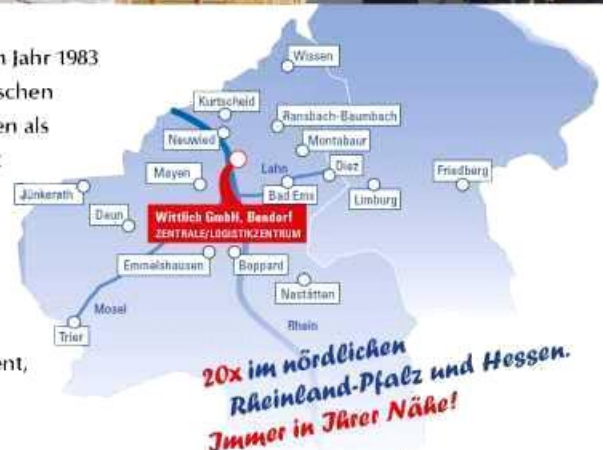 Jahr 1983
schen
en als
ent,
Wissen
Kurtscheid
Ransbach-Baumbach
Neuwied
Montabaur
Mayen
Lahn
Diez
Friedberg
Jünkerath
Bad Ems
Limburg
Daun
Wittlich GmbH, Bendorf
ZENTRALE/LOGISTIKZENTRUM
Emmelshausen
Boppard
Nastätten
Mosel
Rhein
Trier
20x im nördlichen
Rheinland-Pfalz und Hessen.
Immer in Ihrer Nähe!